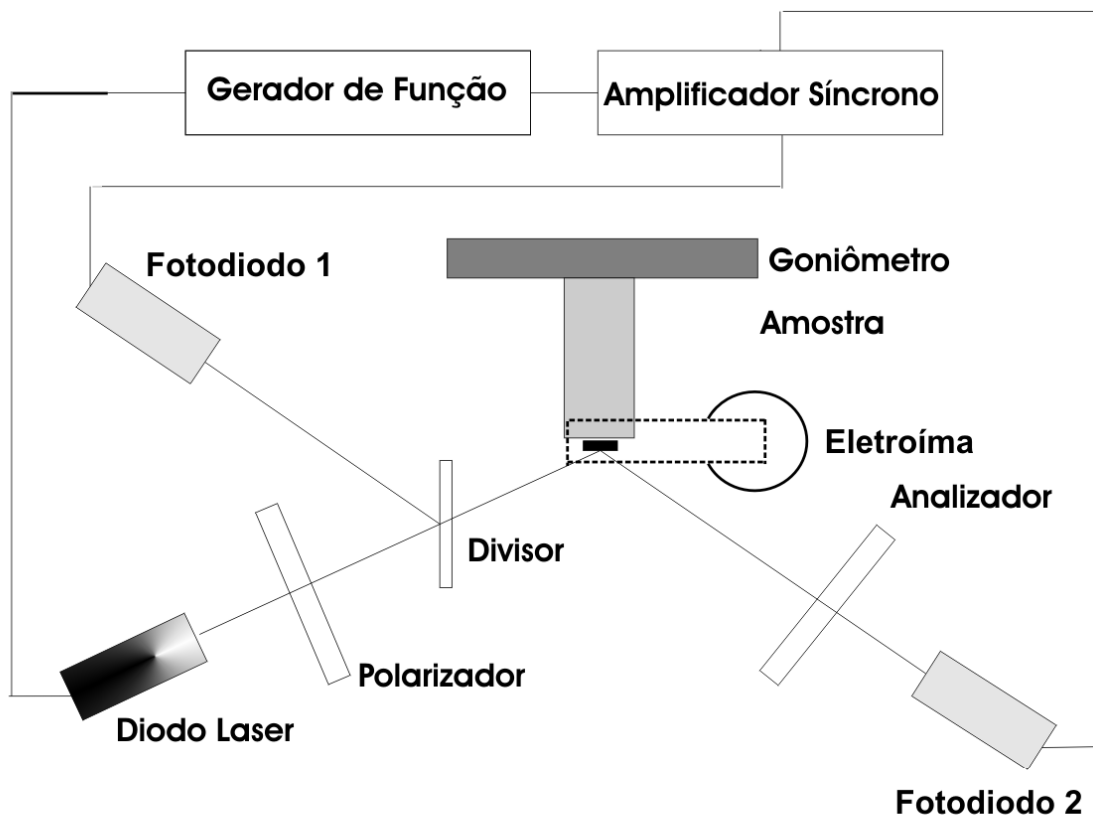 Gerador de Função
Amplificador Síncrono
Fotodiodo 1
Goniômetro
Amostra
Eletroíma
Analizador
Divisor
Polarizador
Diodo Laser
Fotodiodo 2